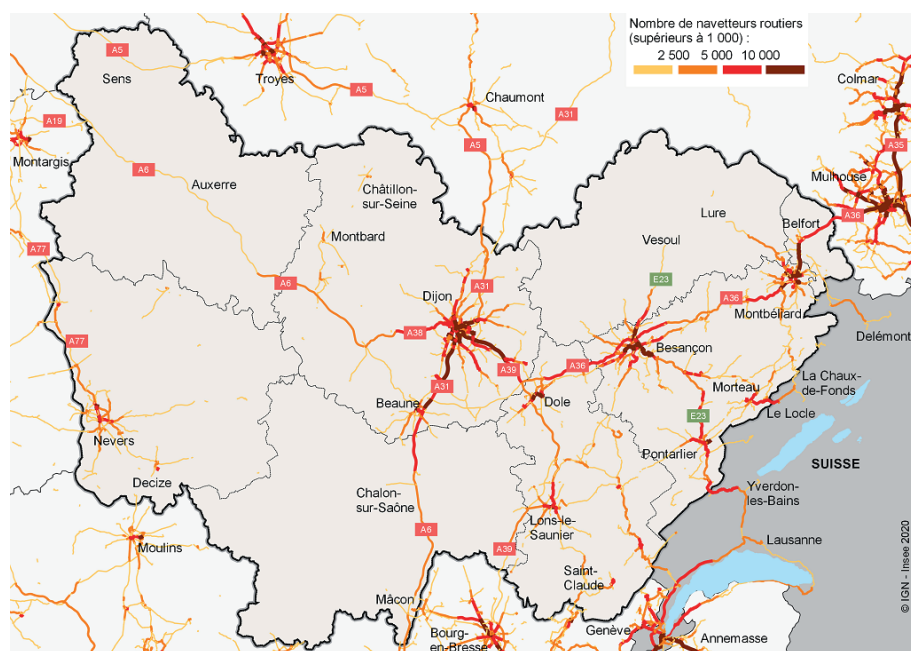 Nombre de navetteurs routiers
(supérieurs à 1 000) :
2 500 5 000 10 000
A5
Sens
Troyes
A5
Chaumont
A31
Colmar
A19
Montargis
A5
A35
A6
Auxerre
Châtillon-
sur-Seine
Mulhouse
Lure
Belfort
A36
Montbard
Vesoul
A77
A6
Dijon
A31
E23
A36
Montbéliard
A77
A38
Besançon
Delémont
A39
A36
A31
Morteau
La Chaux-
de-Fonds
Beaune
Dole
Le Locle
E23
Nevers
Pontarlier
SUISSE
Decize
Chalon-
sur-Saône
Yverdon-
les-Bains
Lons-le-
Saunier
A6
Moulins
A39
Lausanne
Saint-
Claude
Mâcon
Bourg-
en-Bresse
Genève
Annemasse
© IGN - Insee 2020